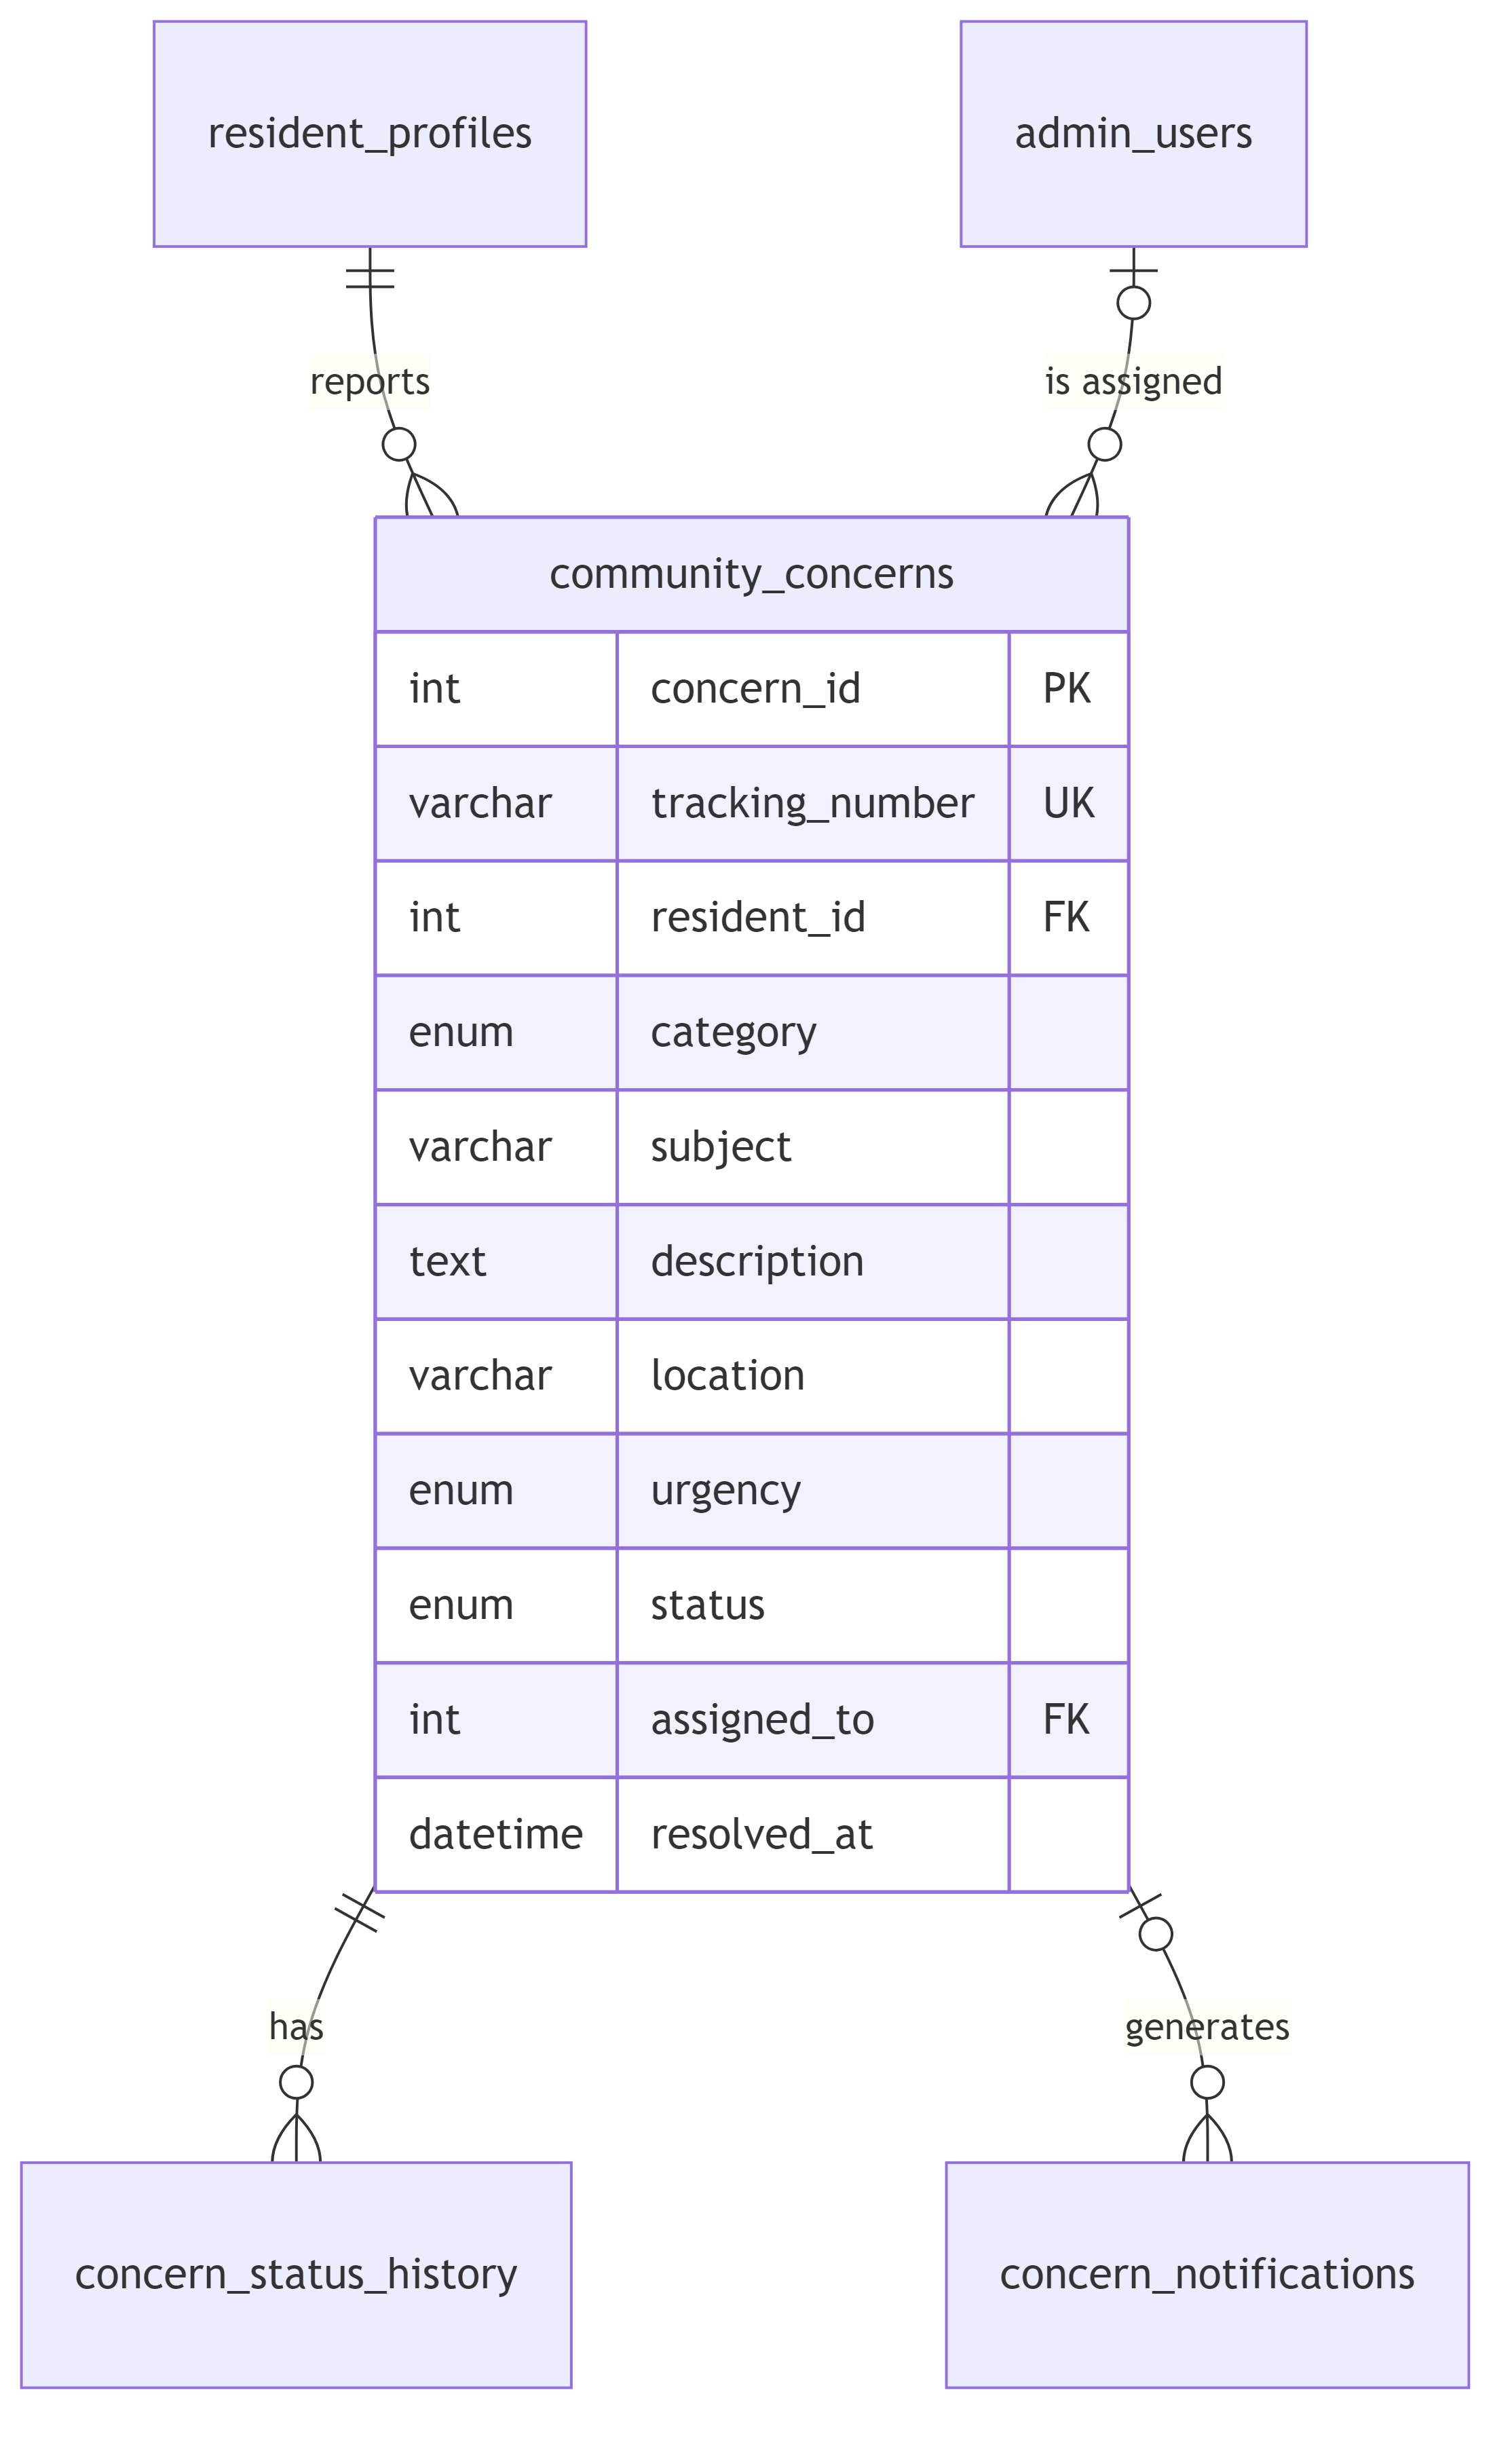 resident_profiles
admin_users
reports
is assigned
community_concerns
int concern_id PK
varchar tracking_number UK
int resident_id FK
enum category
varchar subject
text description
varchar location
enum urgency
enum status
int assigned_to FK
datetime resolved_at
has
generates
concern_status_history
concern_notifications